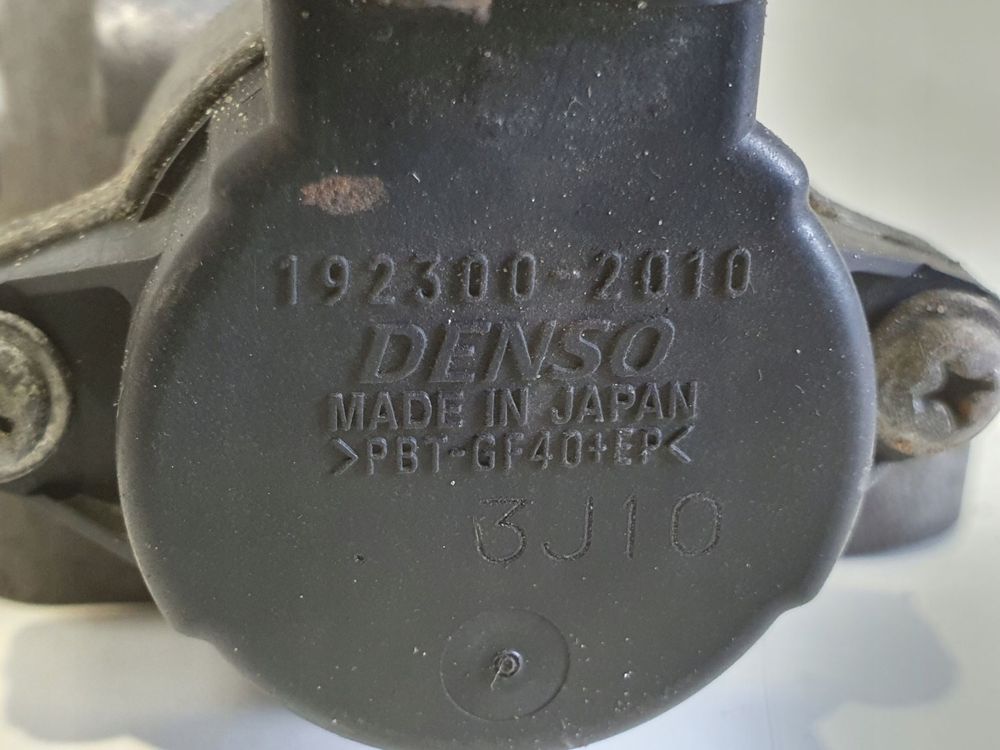 192300-2010
DENSO
MADE IN JAPAN
>PBT-GF40+EP<
3J10
P